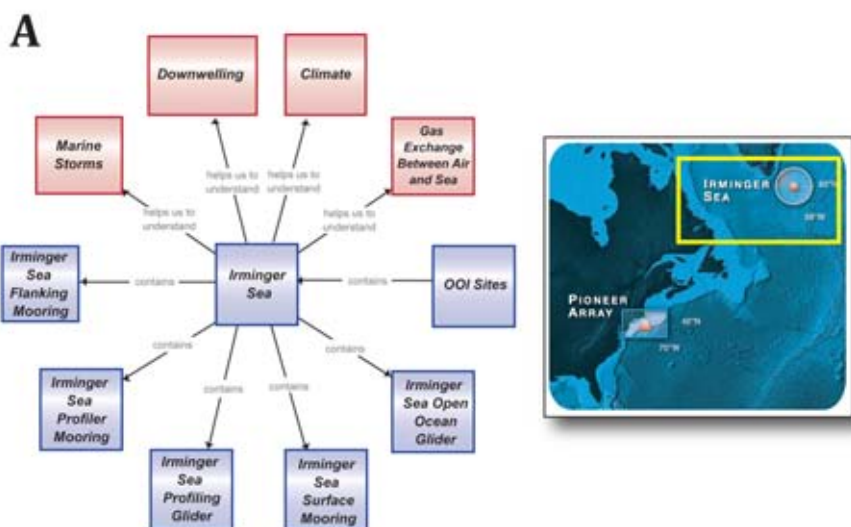 A
Downwelling
Climate
Marine
Storms
Gas
Exchange
Between Air
and Sea
helps us to
understand
helps us to
understand
helps us to
understand
helps us to
understand
Irminger
Sea
Flanking
Mooring
contains
Irminger
Sea
contains
OOI Sites
contains
contains
contains
contains
Irminger
Sea
Profiler
Mooring
Irminger
Sea
Profiling
Glider
Irminger
Sea
Surface
Mooring
Irminger
Sea Open
Ocean
Glider
IRMINGER
SEA
60°N
PIONEER
ARRAY
40°N
70°W